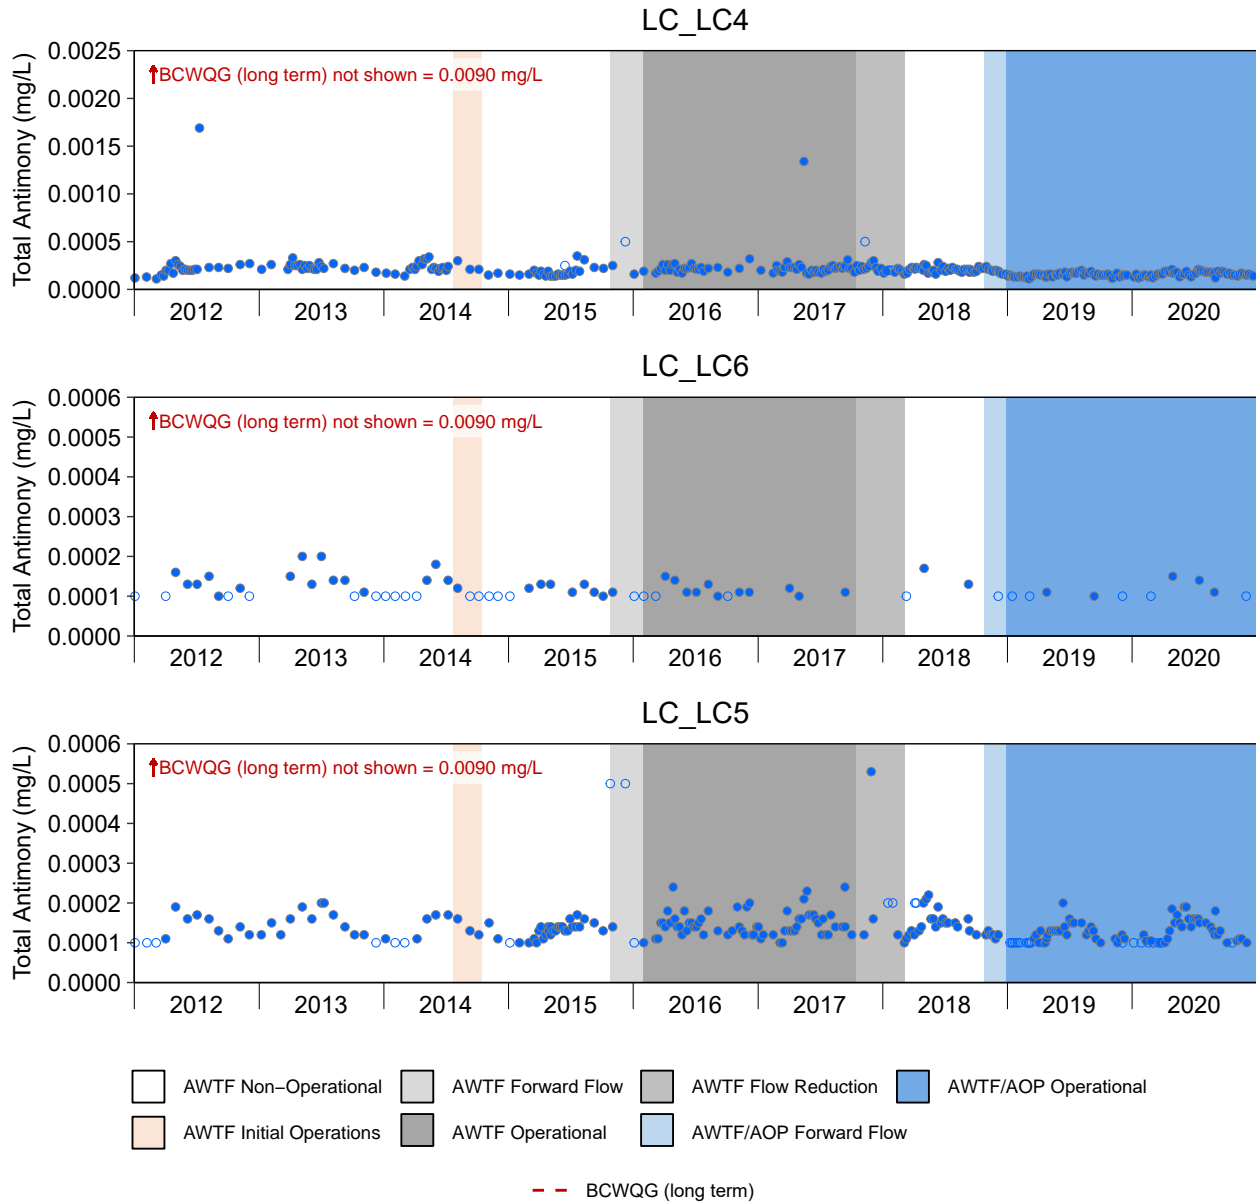 LC_LC4
Total Antimony (mg/L)
0.0025
0.0020
0.0015
0.0010
0.0005
0.0000
BCWQG (long term) not shown = 0.0090 mg/L
2012 2013 2014 2015 2016 2017 2018 2019 2020
LC_LC6
Total Antimony (mg/L)
0.0006
0.0005
0.0004
0.0003
0.0002
0.0001
0.0000
BCWQG (long term) not shown = 0.0090 mg/L
2012 2013 2014 2015 2016 2017 2018 2019 2020
LC_LC5
Total Antimony (mg/L)
0.0006
0.0005
0.0004
0.0003
0.0002
0.0001
0.0000
BCWQG (long term) not shown = 0.0090 mg/L
2012 2013 2014 2015 2016 2017 2018 2019 2020
AWTF Non−Operational AWTF Forward Flow AWTF Flow Reduction AWTF/AOP Operational
AWTF Initial Operations AWTF Operational AWTF/AOP Forward Flow
BCWQG (long term)